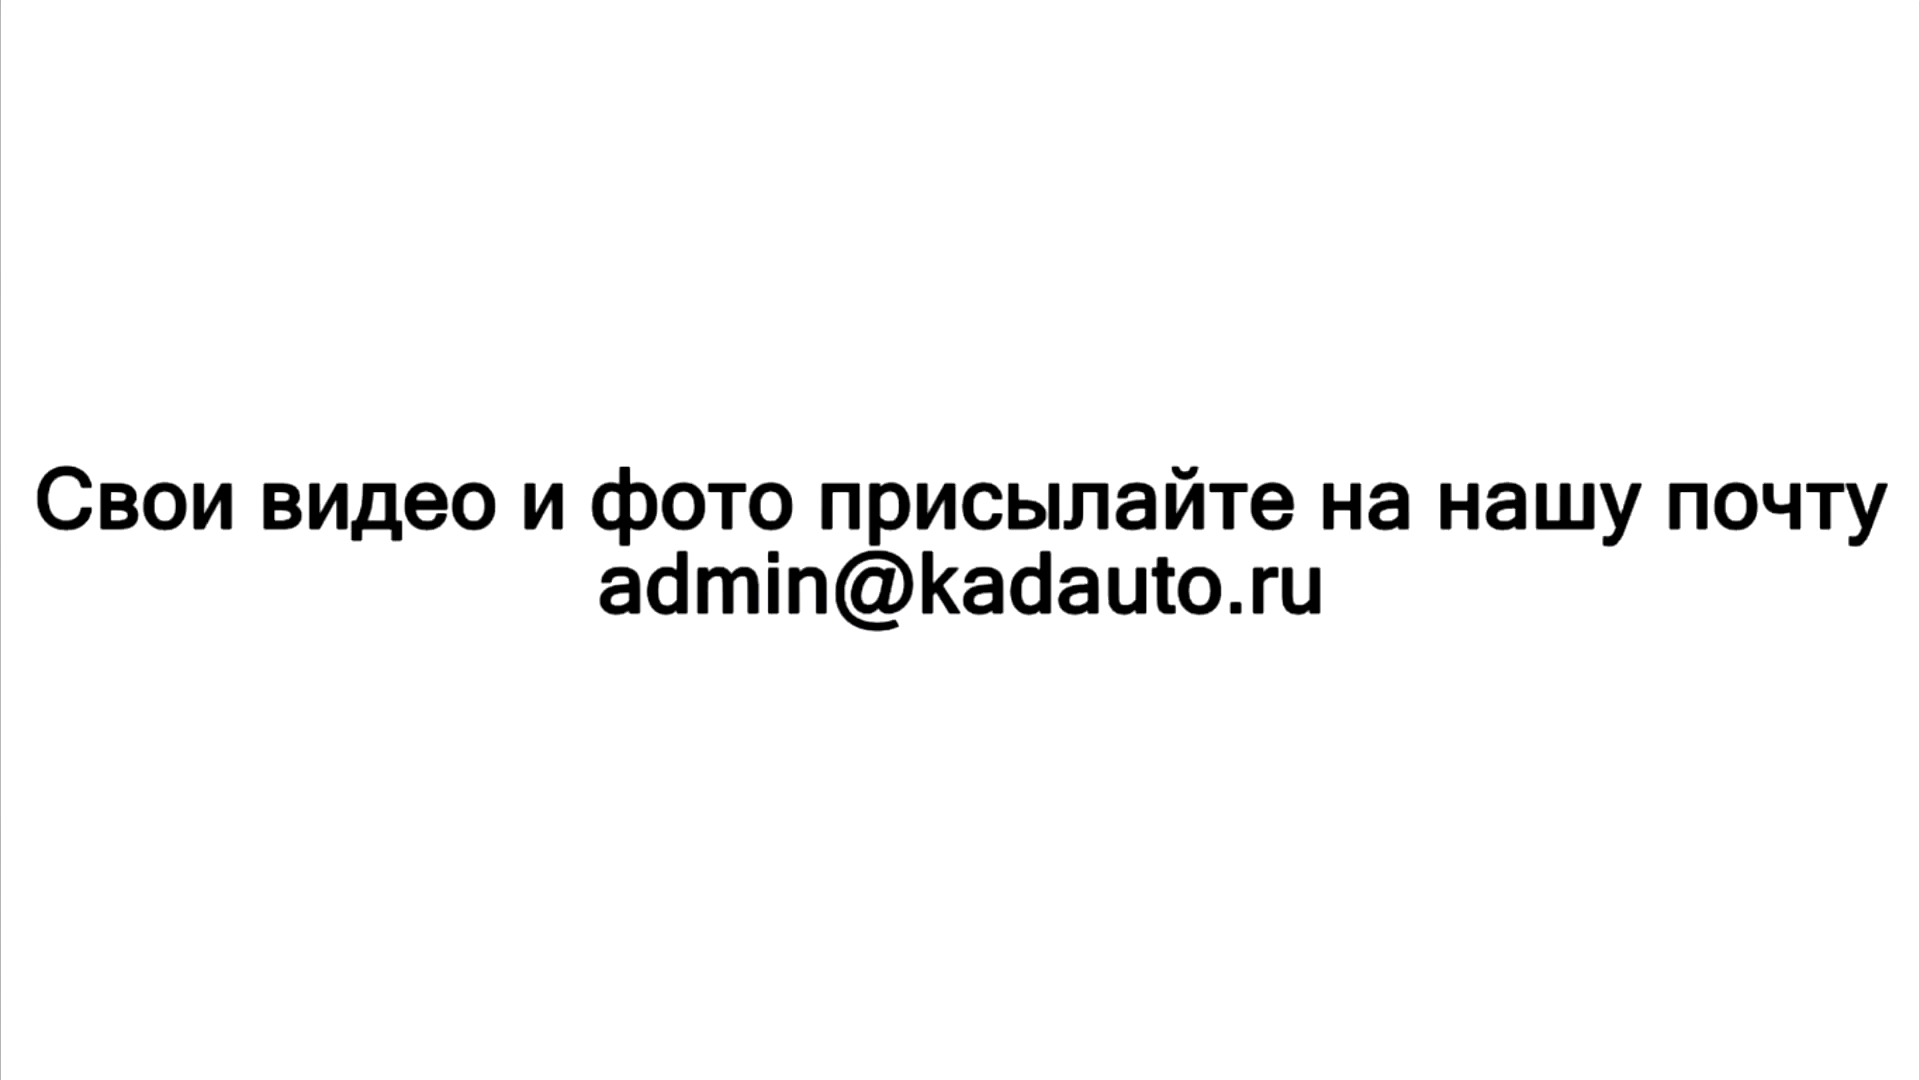 Свои видео и фото присылайте на нашу почту
admin@kadauto.ru